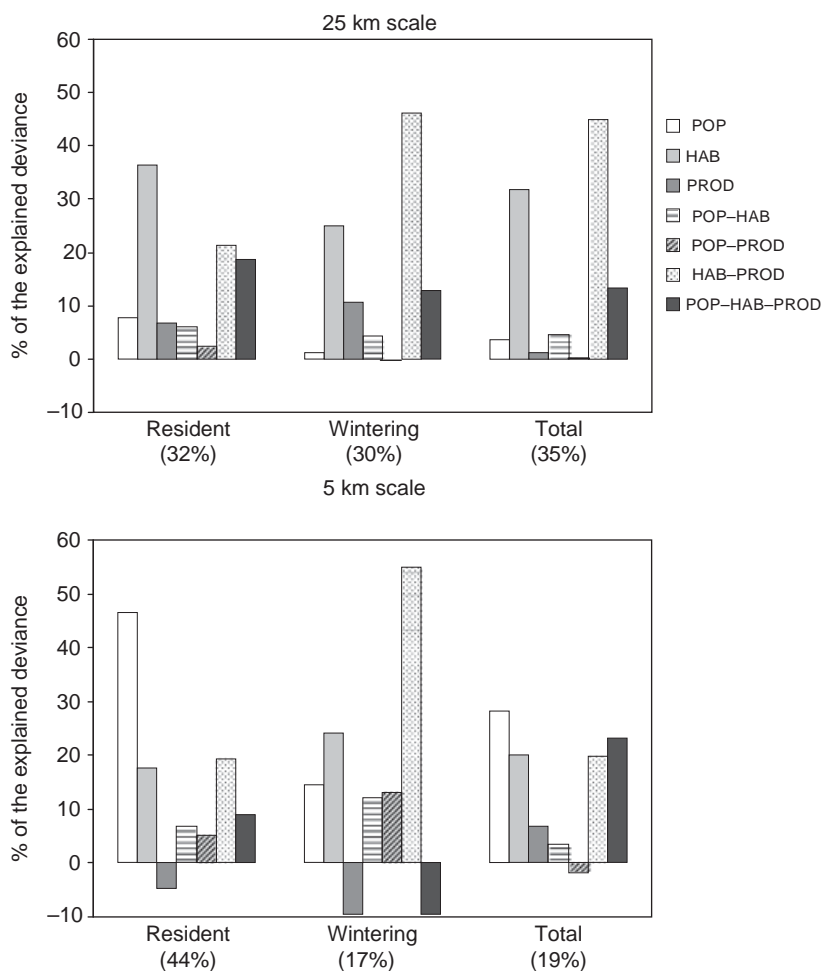 25 km scale
% of the explained deviance
60
50
40
30
20
10
0
–10
Resident
(32%)
Wintering
(30%)
Total
(35%)
POP
HAB
PROD
POP–HAB
POP–PROD
HAB–PROD
POP–HAB–PROD
5 km scale
% of the explained deviance
60
50
40
30
20
10
0
–10
Resident
(44%)
Wintering
(17%)
Total
(19%)